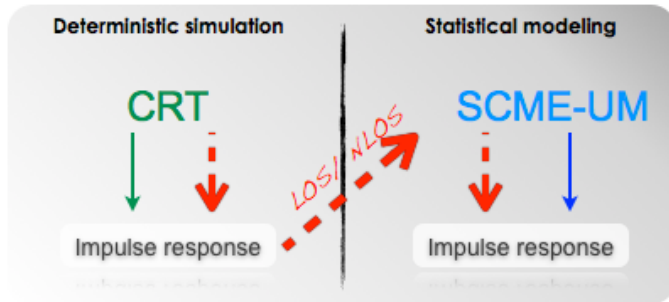 Deterministic simulation
Statistical modeling
CRT
SCME-UM
LOS/ NLOS
Impulse response
Impulse response